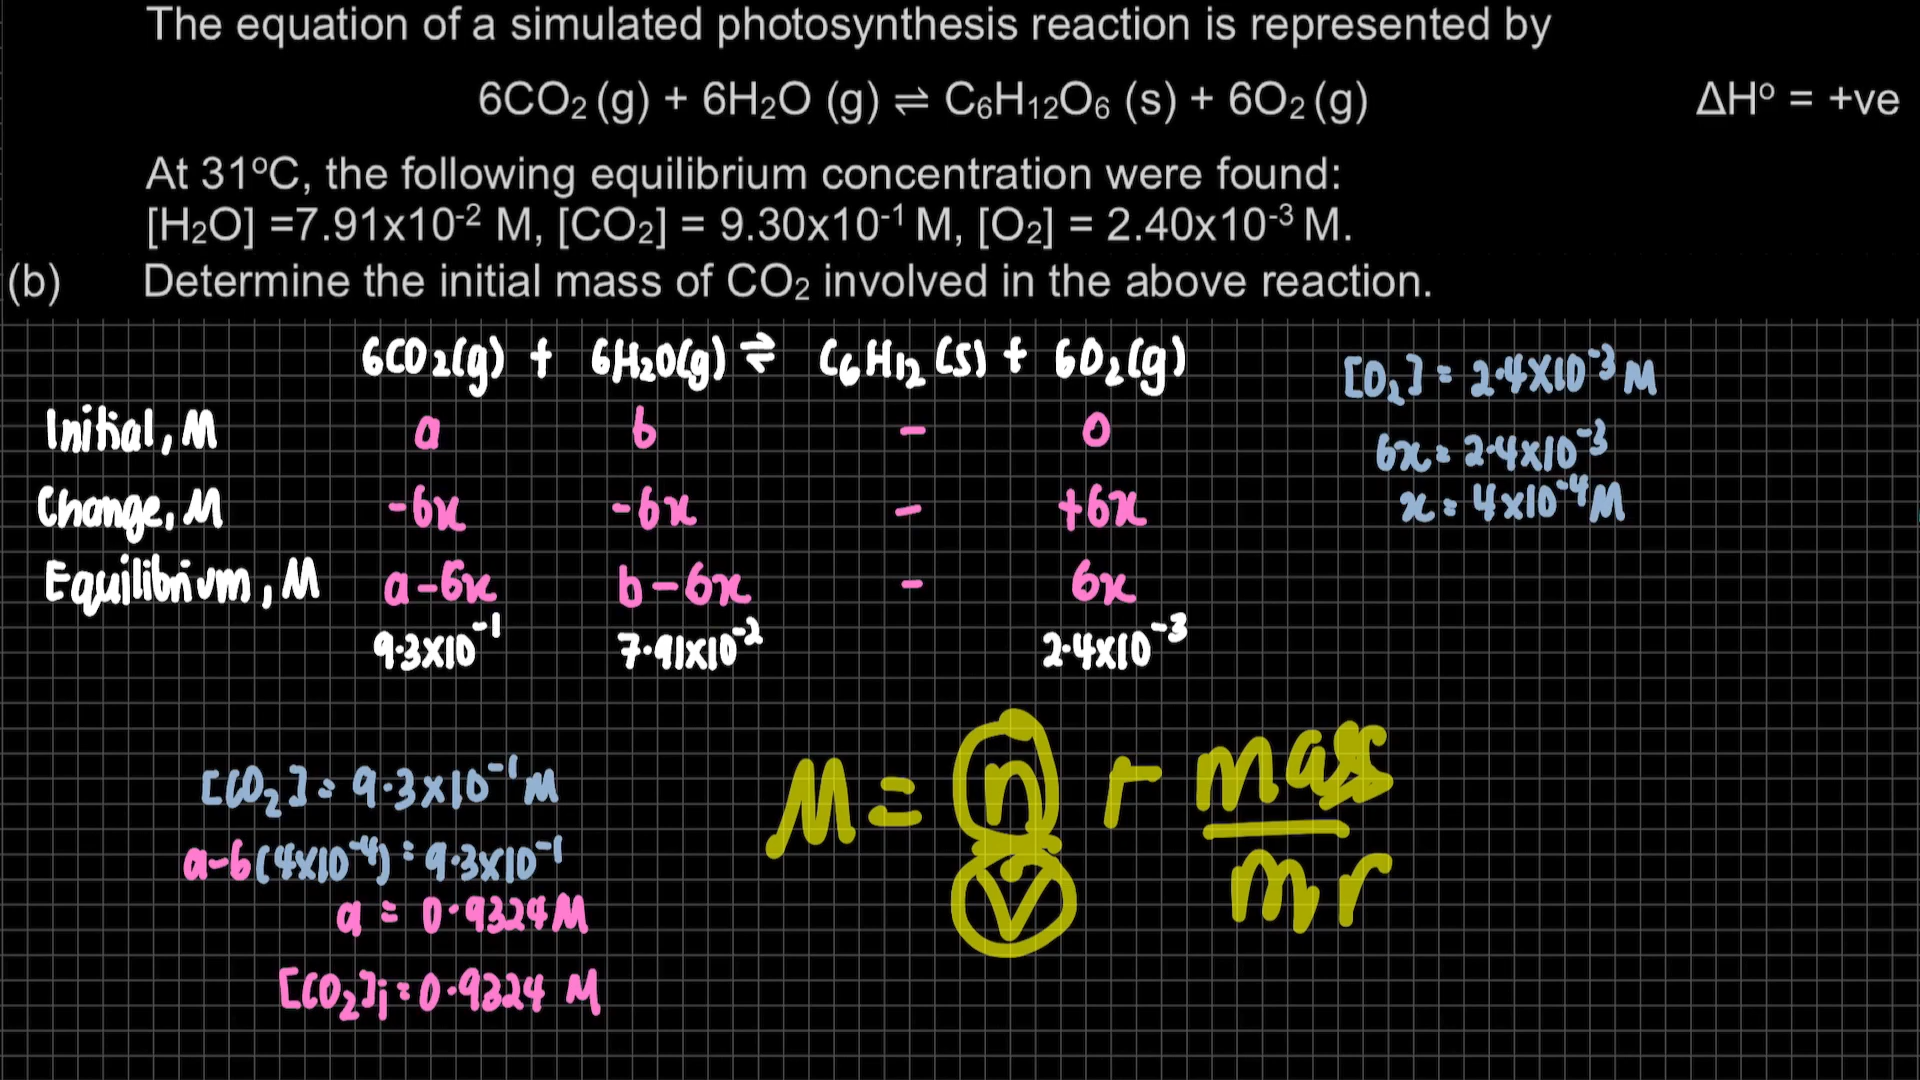 The equation of a simulated photosynthesis reaction is represented by
6CO₂ (g) + 6H₂O (g) ⇌ C₆H₁₂O₆ (s) + 6O₂ (g) ΔHº = +ve
At 31ºC, the following equilibrium concentration were found:
[H₂O] =7.91x10⁻² M, [CO₂] = 9.30x10⁻¹ M, [O₂] = 2.40x10⁻³ M.
(b) Determine the initial mass of CO₂ involved in the above reaction.
6CO₂(g) + 6H₂O(g) ⇌ C₆H₁₂ (s) + 6O₂(g)
Initial, M a b - 0
Change, M -6x -6x - +6x
Equilibrium, M a-6x b-6x - 6x
9.3x10⁻¹ 7.91x10⁻² 2.4x10⁻³
[O₂] = 2.4x10⁻³ M
6x = 2.4x10⁻³
x = 4x10⁻⁴ M
[CO₂] = 9.3x10⁻¹ M
a-6(4x10⁻⁴) = 9.3x10⁻¹
a = 0.9324 M
[CO₂]i = 0.9324 M
M = n/V r mass/mr